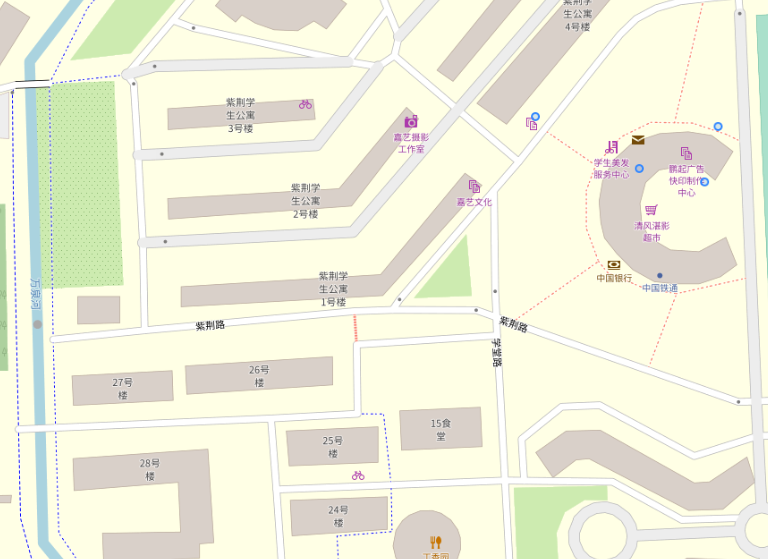 紫荆学
生公寓
4号楼
紫荆学
生公寓
3号楼
嘉艺摄影
工作室
学生美发
服务中心
鹏起广告
快印制作
中心
紫荆学
生公寓
2号楼
嘉艺文化
清风湛影
超市
中国银行
中国铁通
紫荆学
生公寓
1号楼
万泉河
紫荆路
紫荆路
学堂路
26号
楼
27号
楼
15食
堂
25号
楼
28号
楼
24号
楼